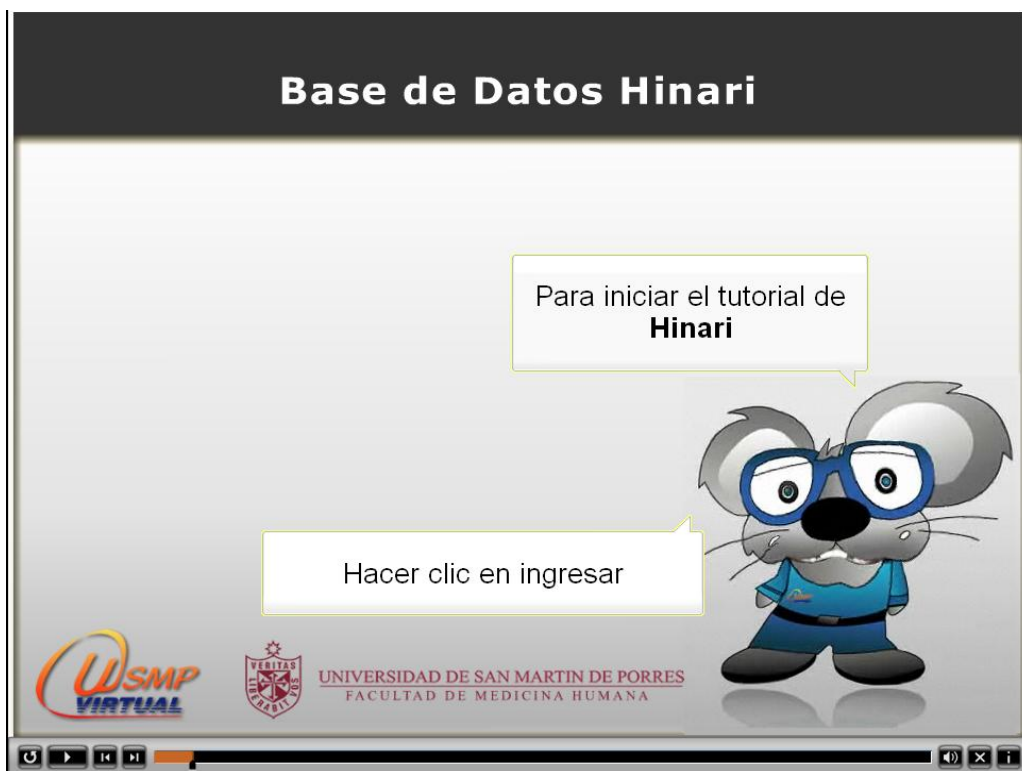 Base de Datos Hinari
Para iniciar el tutorial de
Hinari
Hacer clic en ingresar
USMP
VIRTUAL
VERITAS
LIBERABIT VOS
UNIVERSIDAD DE SAN MARTIN DE PORRES
FACULTAD DE MEDICINA HUMANA